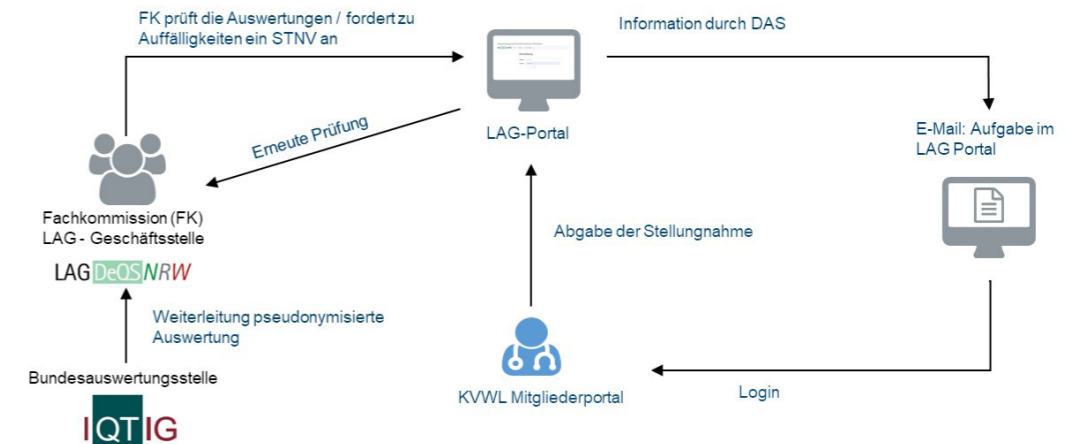 FK prüft die Auswertungen / fordert zu
Auffälligkeiten ein STNV an
Information durch DAS
LAG-Portal
Erneute Prüfung
E-Mail: Aufgabe im
LAG Portal
Fachkommission (FK)
LAG - Geschäftsstelle
LAG DeQS NRW
Abgabe der Stellungnahme
Weiterleitung pseudonymisierte
Auswertung
Bundesauswertungsstelle
IQTIG
KVWL Mitgliederportal
Login